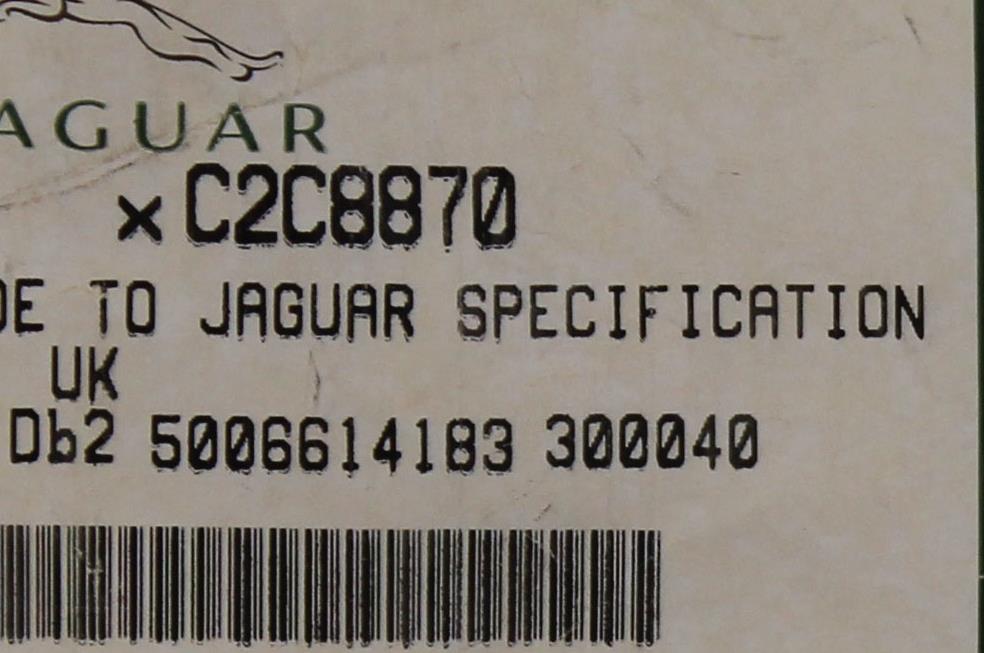 AGUAR
x C2C8870
DE TO JAGUAR SPECIFICATION
UK
Db2 5006614183 300040